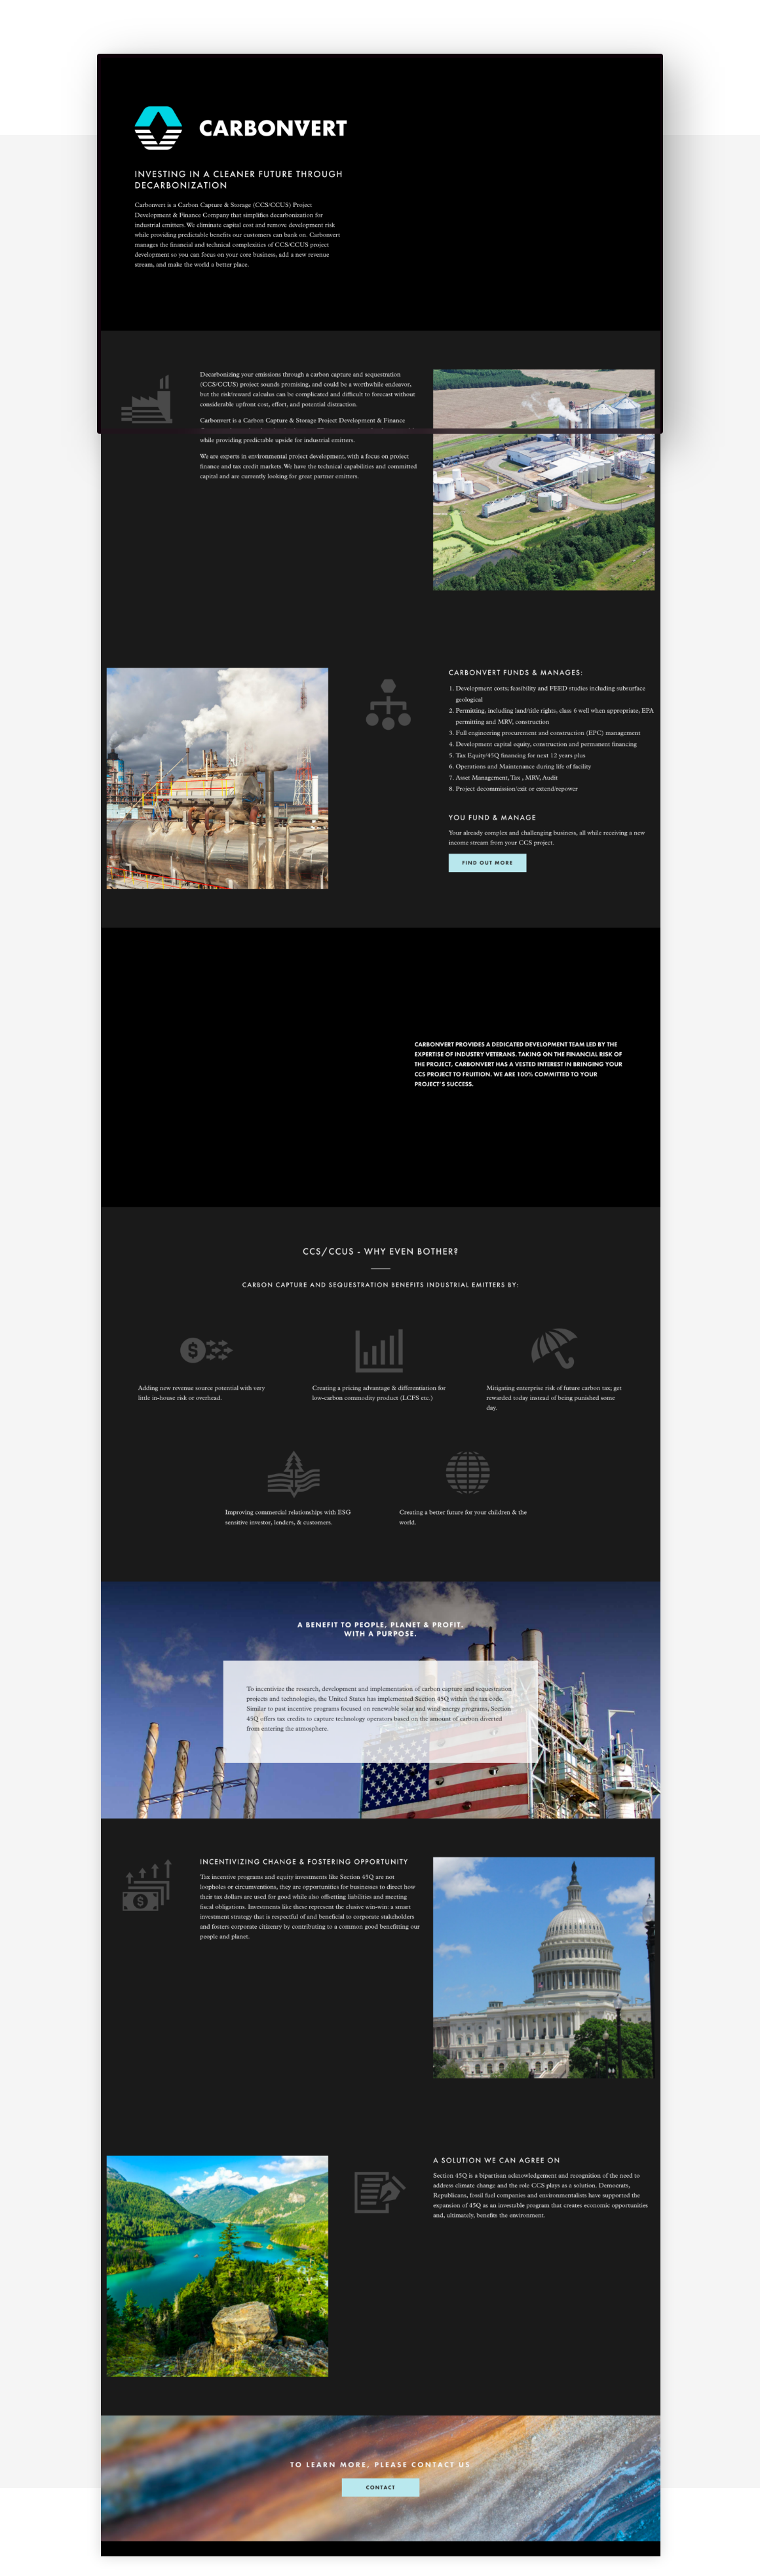 CARBONVERT
INVESTING IN A CLEANER FUTURE THROUGH
DECARBONIZATION
Carbonvert is a Carbon Capture & Storage (CCS/CCUS) Project
Development & Finance Company that simplifies decarbonization for
industrial emitters. We eliminate capital cost and remove development risk
while providing predictable benefits our customers can bank on. Carbonvert
manages the financial and technical complexities of CCS/CCUS project
development so you can focus on your core business, add a new revenue
stream, and make the world a better place.
Decarbonizing your emissions through a carbon capture and sequestration
(CCS/CCUS) project sounds promising, and could be a worthwhile endeavor,
but the risk/reward calculus can be complicated and difficult to forecast without
considerable upfront cost, effort, and potential distraction.
Carbonvert is a Carbon Capture & Storage Project Development & Finance
while providing predictable upside for industrial emitters.
We are experts in environmental project development, with a focus on project
finance and tax credit markets. We have the technical capabilities and committed
capital and are currently looking for great partner emitters.
CARBONVERT FUNDS & MANAGES:
1. Development costs; feasibility and FEED studies including subsurface
geological
2. Permitting, including land/title rights, class 6 well when appropriate, EPA
permitting and MRV, construction
3. Full engineering procurement and construction (EPC) management
4. Development capital equity, construction and permanent financing
5. Tax Equity/45Q financing for next 12 years plus
6. Operations and Maintenance during life of facility
7. Asset Management, Tax , MRV, Audit
8. Project decommission/exit or extend/repower
YOU FUND & MANAGE
Your already complex and challenging business, all while receiving a new
income stream from your CCS project.
FIND OUT MORE
CARBONVERT PROVIDES A DEDICATED DEVELOPMENT TEAM LED BY THE
EXPERTISE OF INDUSTRY VETERANS. TAKING ON THE FINANCIAL RISK OF
THE PROJECT, CARBONVERT HAS A VESTED INTEREST IN BRINGING YOUR
CCS PROJECT TO FRUITION. WE ARE 100% COMMITTED TO YOUR
PROJECT'S SUCCESS.
CCS/CCUS - WHY EVEN BOTHER?
CARBON CAPTURE AND SEQUESTRATION BENEFITS INDUSTRIAL EMITTERS BY:
Adding new revenue source potential with very
little in-house risk or overhead.
Creating a pricing advantage & differentiation for
low-carbon commodity product (LCFS etc.)
Mitigating enterprise risk of future carbon tax; get
rewarded today instead of being punished some
day.
Improving commercial relationships with ESG
sensitive investor, lenders, & customers.
Creating a better future for your children & the
world.
A BENEFIT TO PEOPLE, PLANET & PROFIT.
WITH A PURPOSE.
To incentivize the research, development and implementation of carbon capture and sequestration
projects and technologies, the United States has implemented Section 45Q within the tax code.
Similar to past incentive programs focused on renewable solar and wind energy programs, Section
45Q offers tax credits to capture technology operators based on the amount of carbon diverted
from entering the atmosphere.
INCENTIVIZING CHANGE & FOSTERING OPPORTUNITY
Tax incentive programs and equity investments like Section 45Q are not
loopholes or circumventions, they are opportunities for businesses to direct how
their tax dollars are used for good while also offsetting liabilities and meeting
fiscal obligations. Investments like these represent the elusive win-win: a smart
investment strategy that is respectful of and beneficial to corporate stakeholders
and fosters corporate citizenry by contributing to a common good benefitting our
people and planet.
A SOLUTION WE CAN AGREE ON
Section 45Q is a bipartisan acknowledgement and recognition of the need to
address climate change and the role CCS plays as a solution. Democrats,
Republicans, fossil fuel companies and environmentalists have supported the
expansion of 45Q as an investable program that creates economic opportunities
and, ultimately, benefits the environment.
TO LEARN MORE, PLEASE CONTACT US
CONTACT